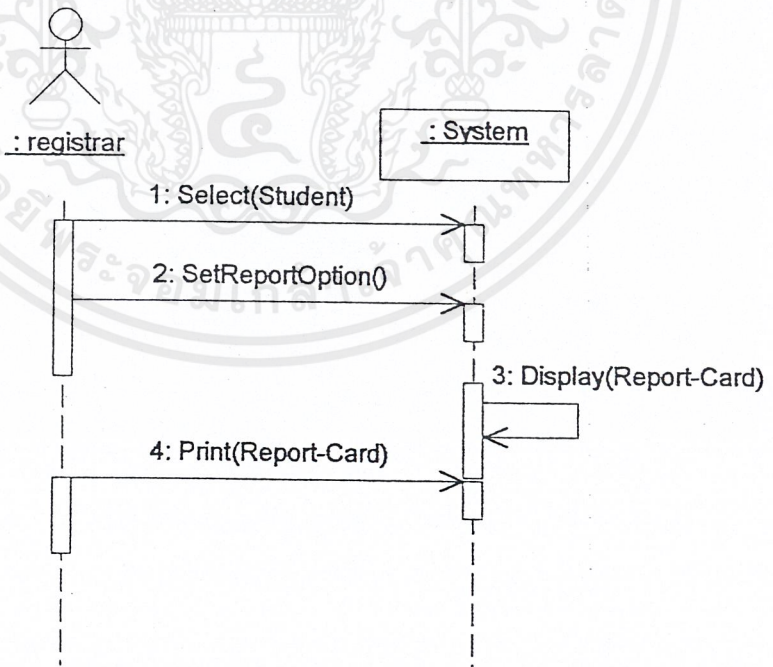 : registrar
: System
1: Select(Student)
2: SetReportOption()
3: Display(Report-Card)
4: Print(Report-Card)